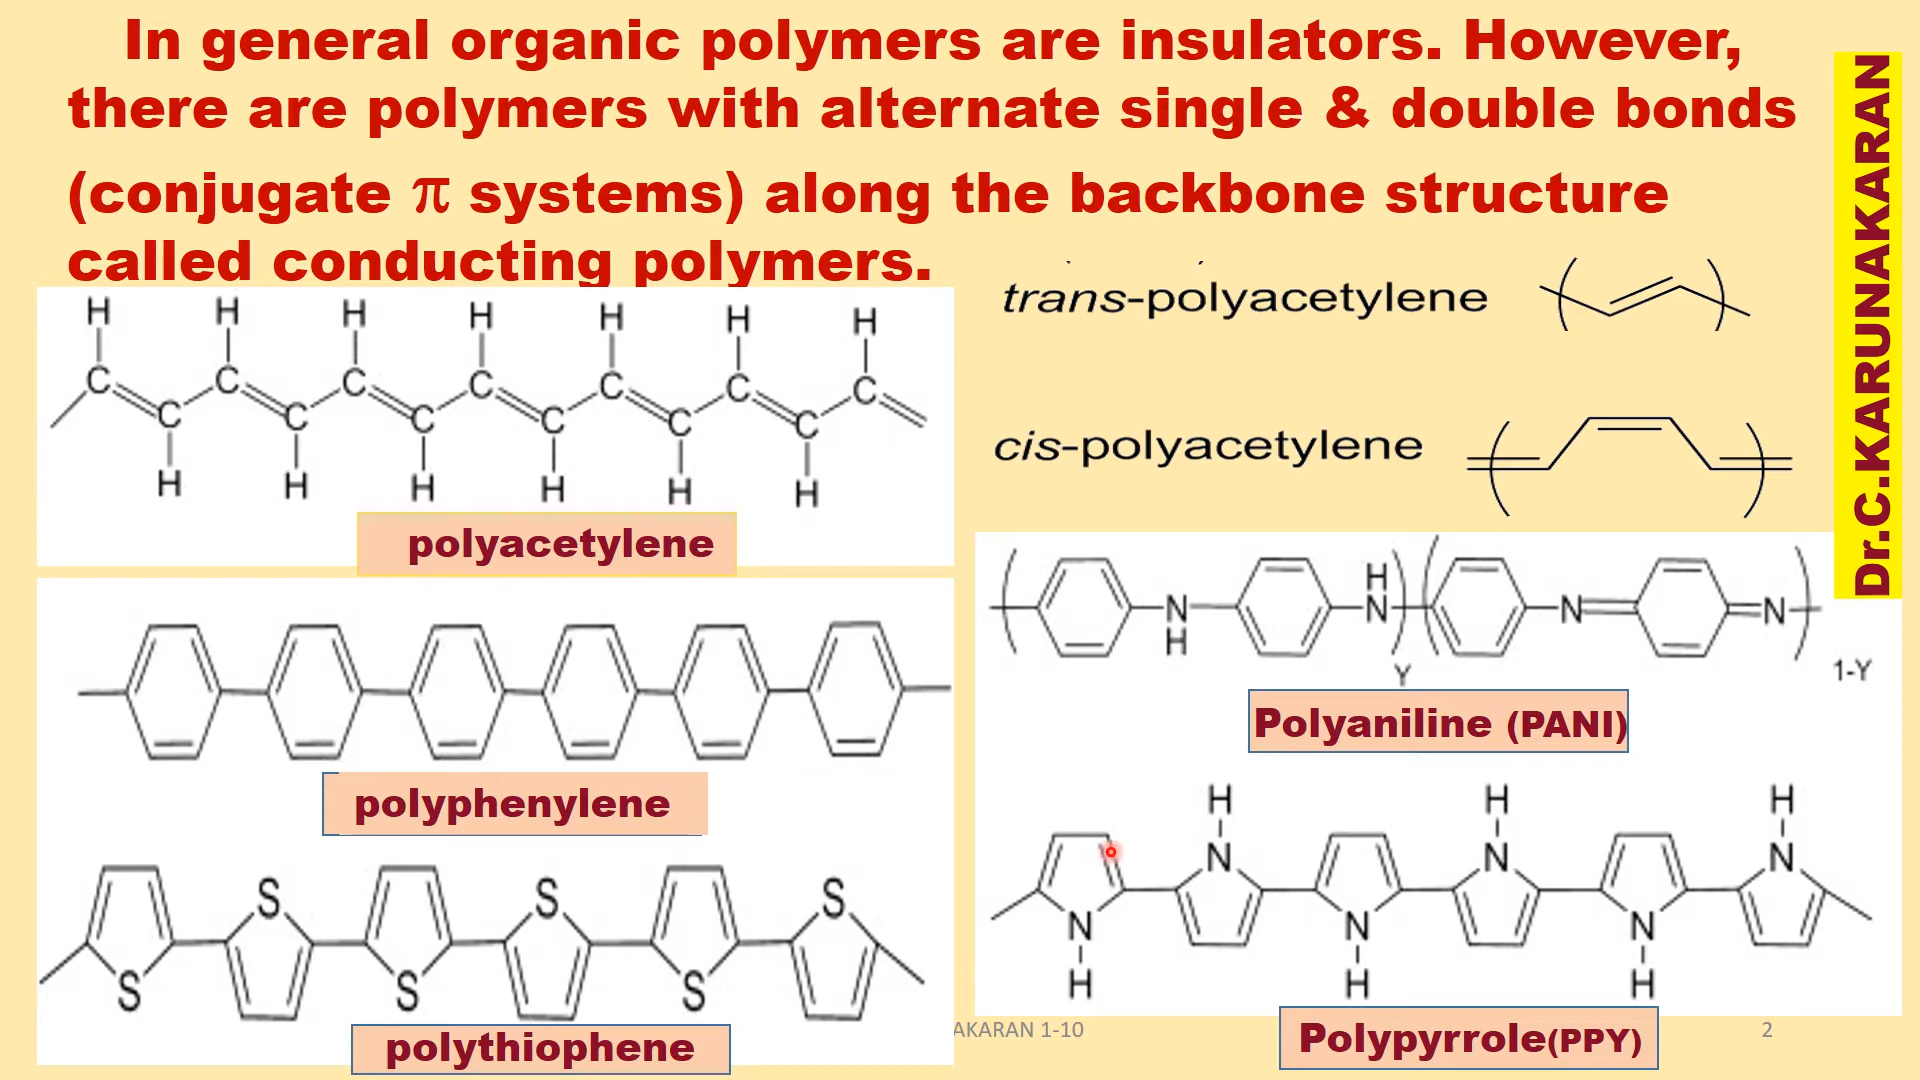 In general organic polymers are insulators. However,
there are polymers with alternate single & double bonds
(conjugate π systems) along the backbone structure
called conducting polymers.
Dr.C.KARUNAKARAN
trans-polyacetylene
cis-polyacetylene
H H H H H H H
C C C C C C C
C C C C C C
H H H H H H
polyacetylene
polyphenylene
S S S
S S S
polythiophene
H
N N N N
H
Y
1-Y
Polyaniline (PANI)
H H H
N N N
N N N
H H H
Polypyrrole(PPY)
AKARAN 1-10
2